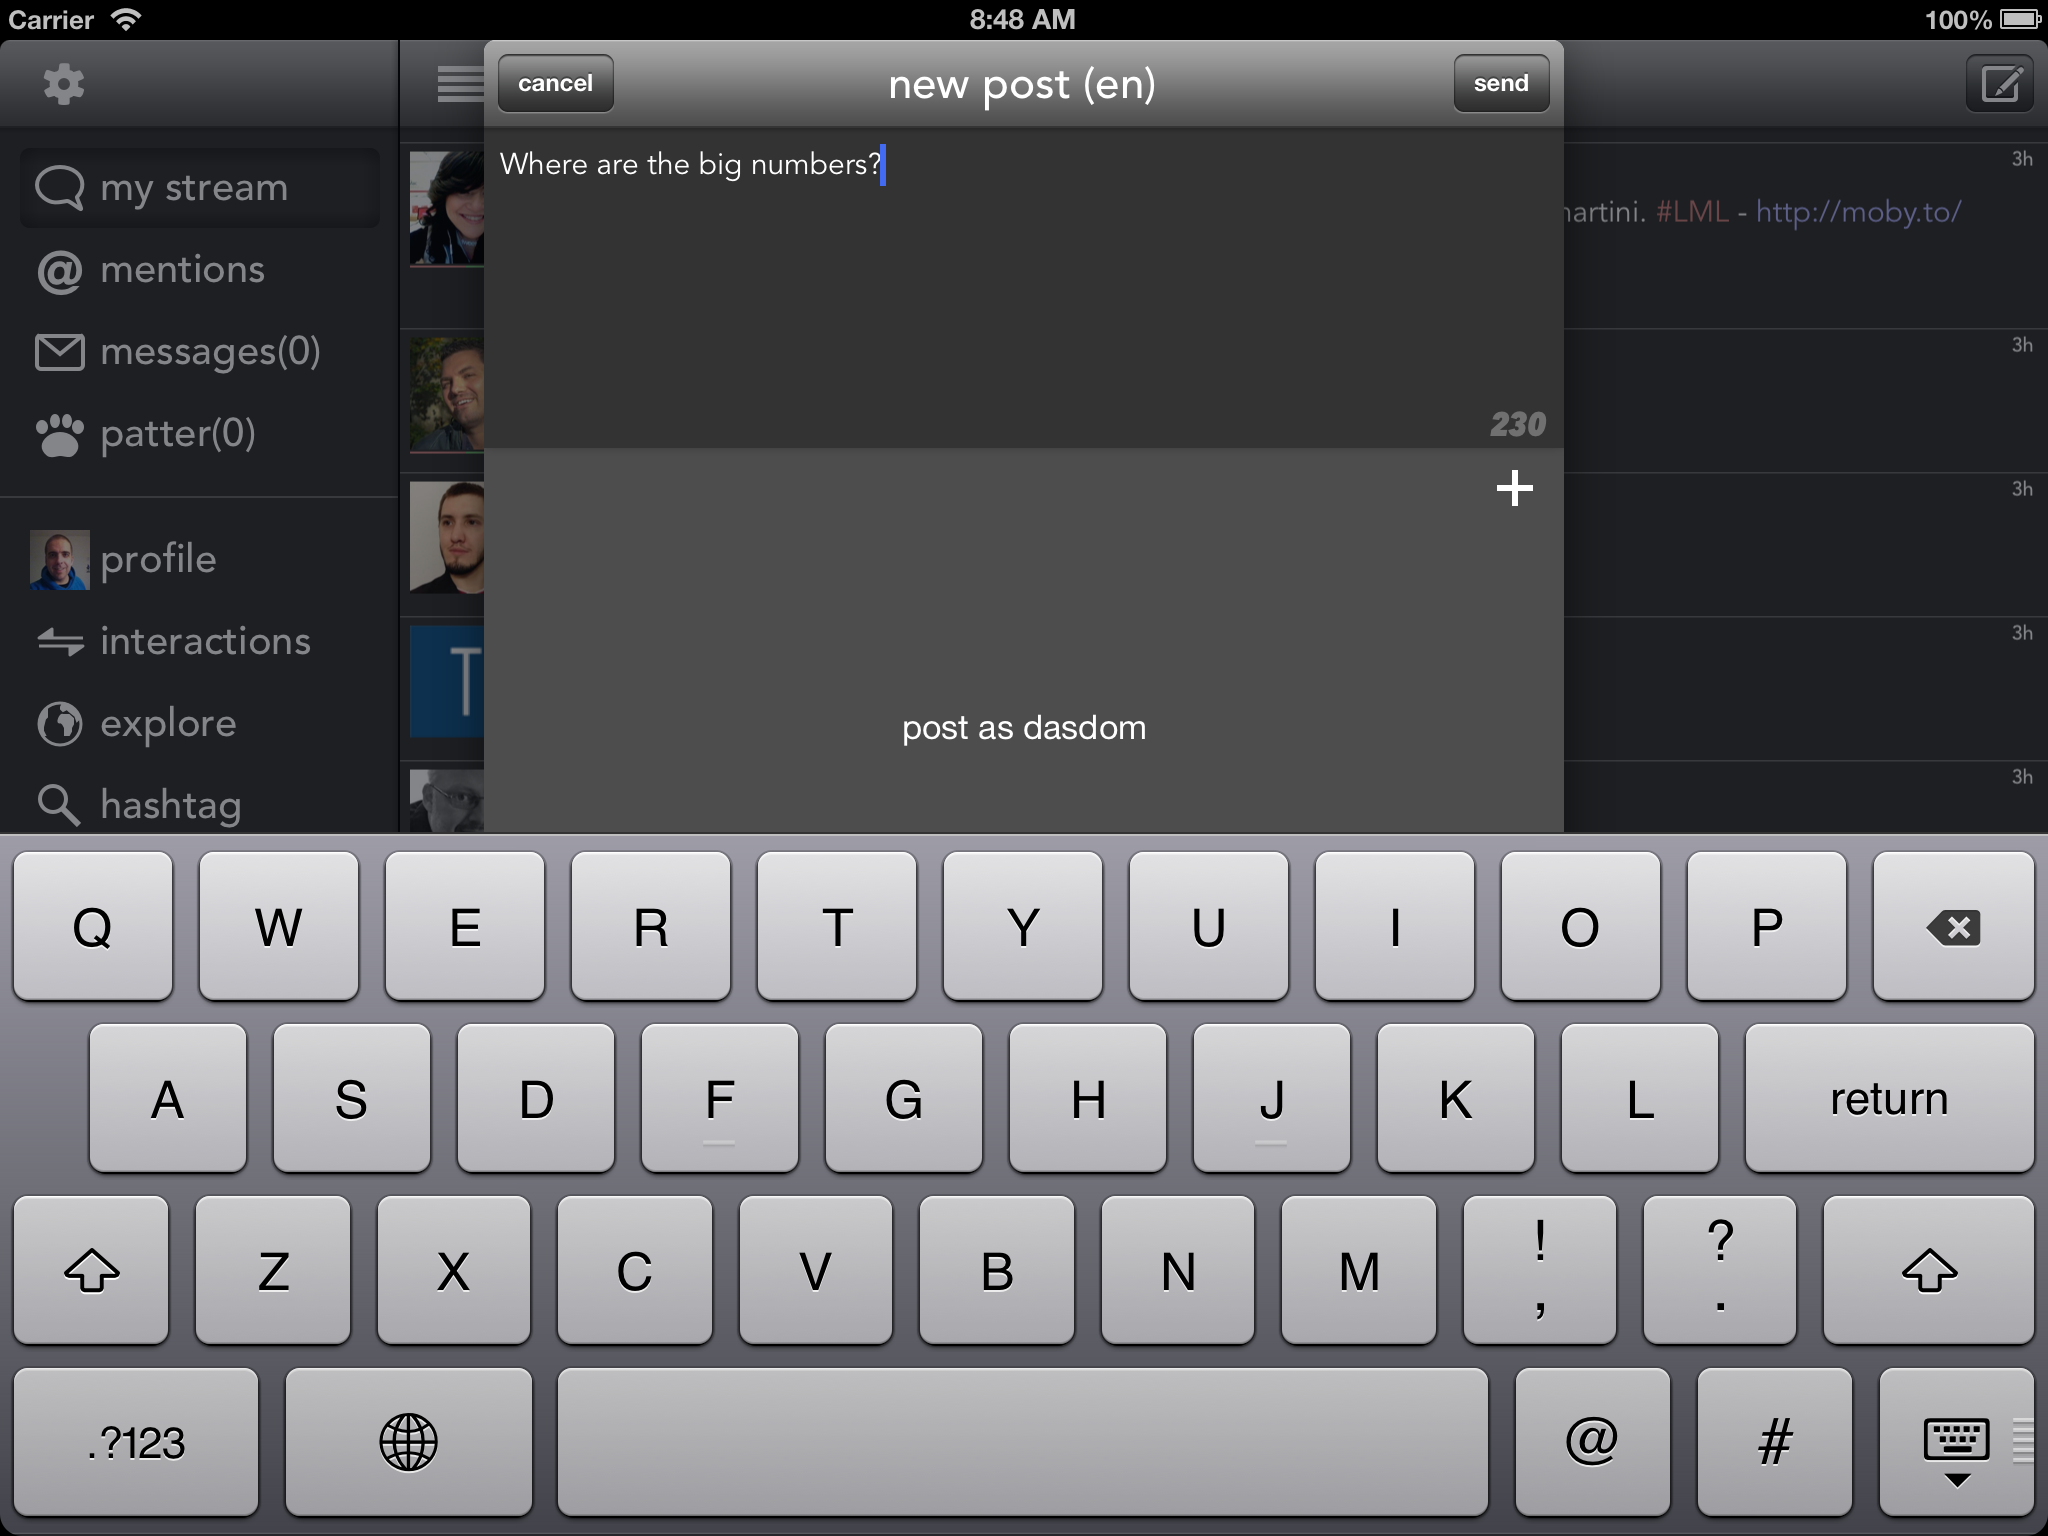 Carrier 8:48 AM 100%
cancel new post (en) send
my stream
mentions
messages(0)
patter(0)
profile
interactions
explore
hashtag
Where are the big numbers?
230
post as dasdom
3h
martini. #LML - http://moby.to/
3h
3h
3h
3h
T
Q W E R T Y U I O P
A S D F G H J K L return
Z X C V B N M ! , ? .
.?123 @ #